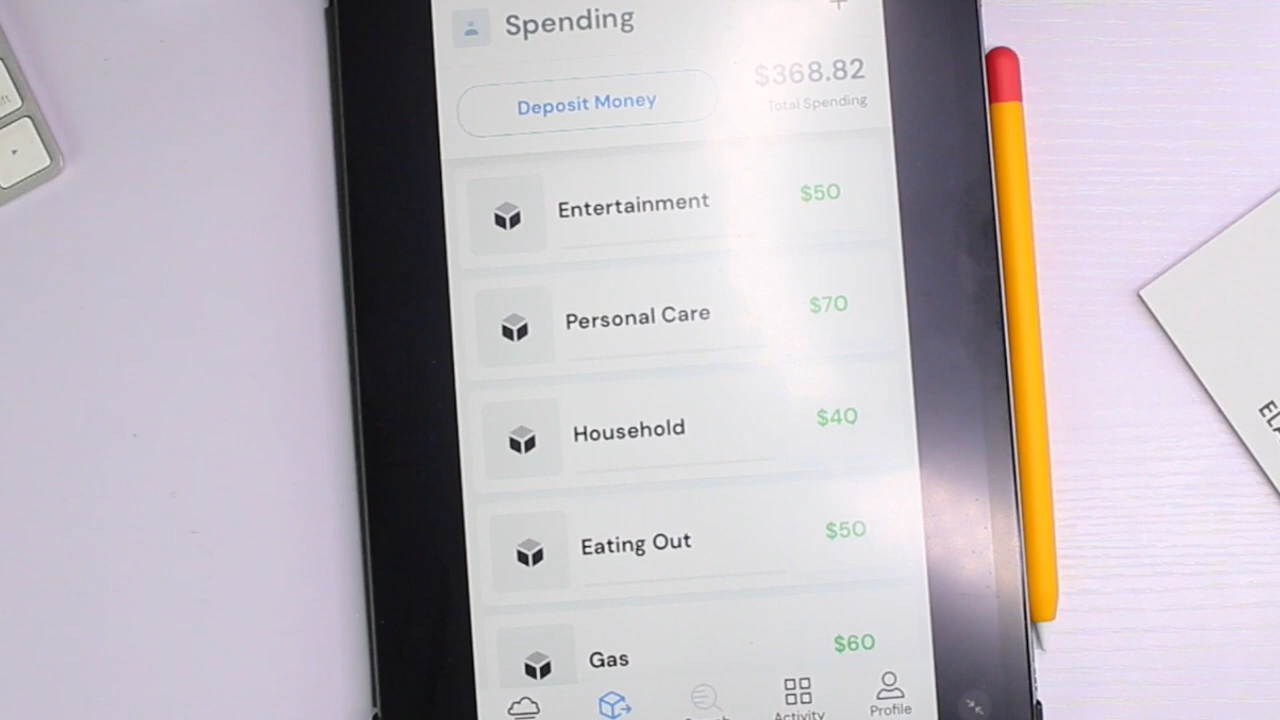 Spending
Deposit Money
$368.82
Total Spending
Entertainment
$50
Personal Care
$70
Household
$40
Eating Out
$50
Gas
$60
Activity
Profile